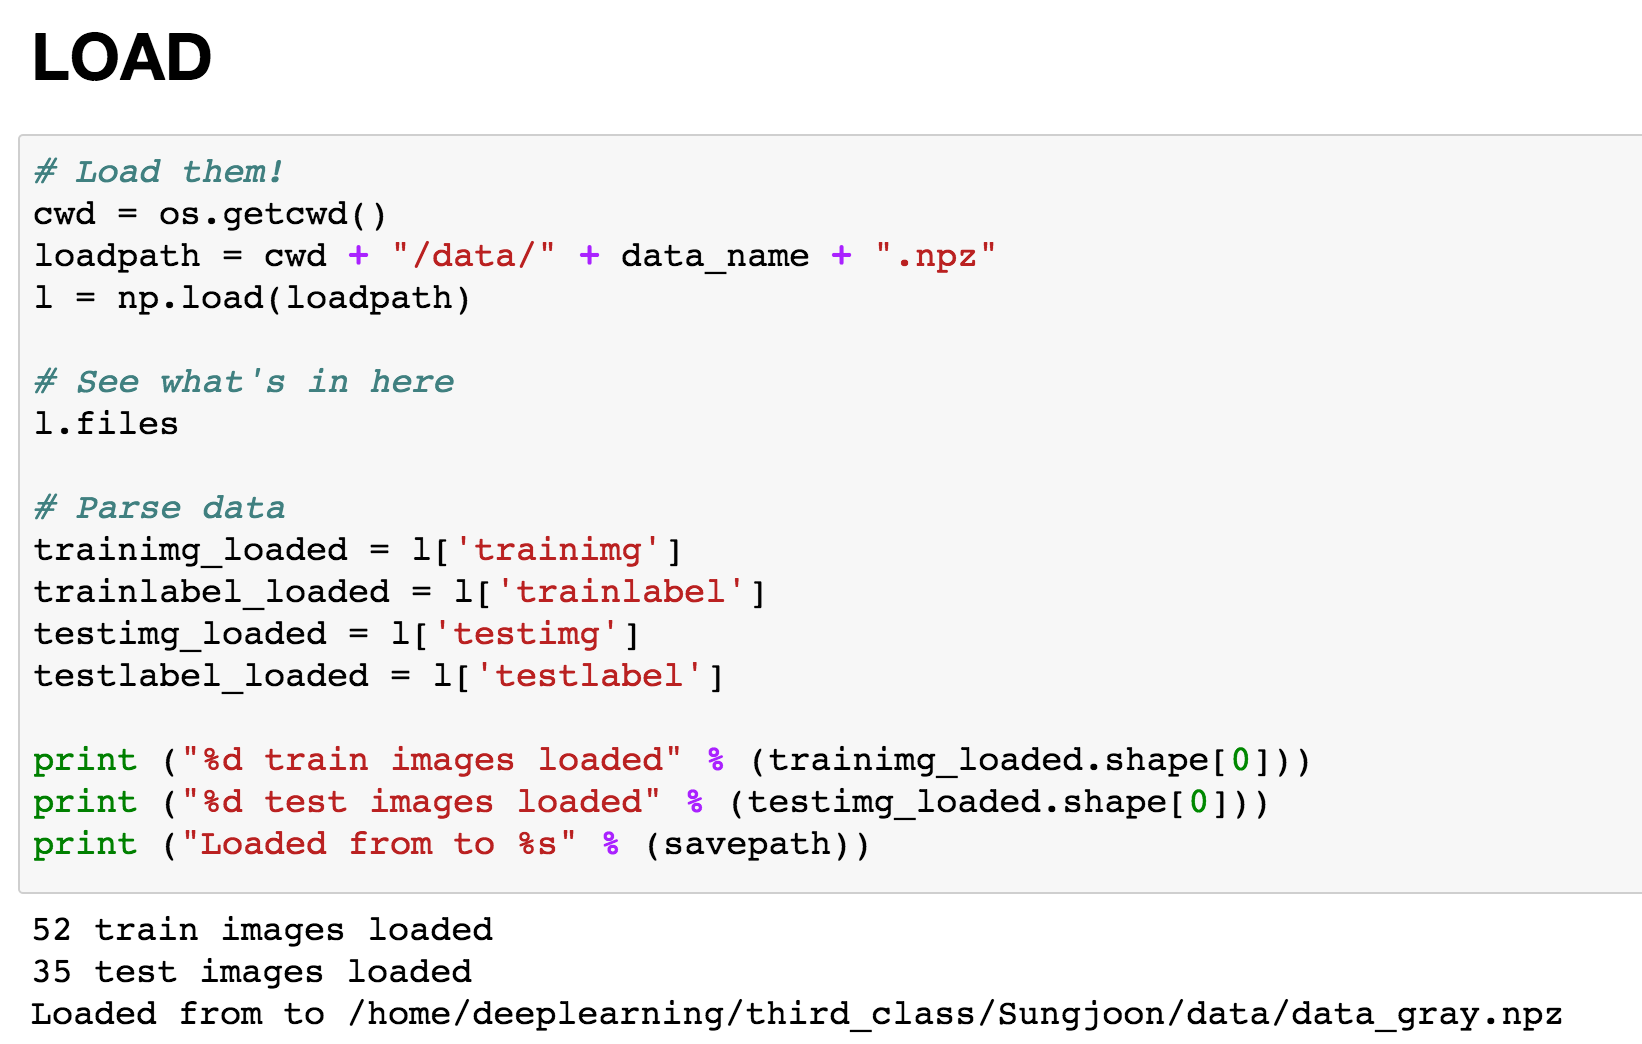 LOAD
# Load them!
cwd = os.getcwd()
loadpath = cwd + "/data/" + data_name + ".npz"
l = np.load(loadpath)
# See what's in here
l.files
# Parse data
trainimg_loaded = l['trainimg']
trainlabel_loaded = l['trainlabel']
testimg_loaded = l['testimg']
testlabel_loaded = l['testlabel']
print ("%d train images loaded" % (trainimg_loaded.shape[0]))
print ("%d test images loaded" % (testimg_loaded.shape[0]))
print ("Loaded from to %s" % (savepath))
52 train images loaded
35 test images loaded
Loaded from to /home/deeplearning/third_class/Sungjoon/data/data_gray.npz